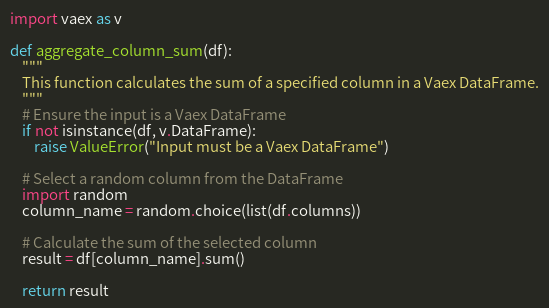 import vaex as v
def aggregate_column_sum(df):
"""
This function calculates the sum of a specified column in a Vaex DataFrame.
"""
# Ensure the input is a Vaex DataFrame
if not isinstance(df, v.DataFrame):
raise ValueError("Input must be a Vaex DataFrame")
# Select a random column from the DataFrame
import random
column_name = random.choice(list(df.columns))
# Calculate the sum of the selected column
result = df[column_name].sum()
return result